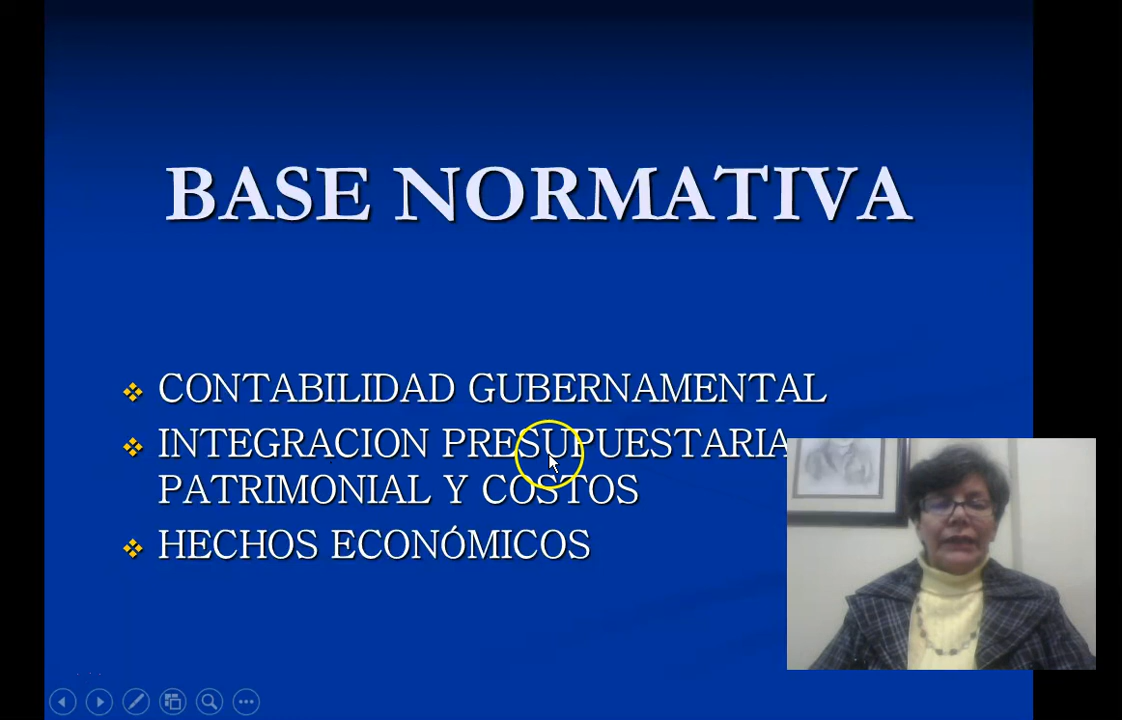 BASE NORMATIVA
CONTABILIDAD GUBERNAMENTAL
INTEGRACION PRESUPUESTARIA
PATRIMONIAL Y COSTOS
HECHOS ECONÓMICOS